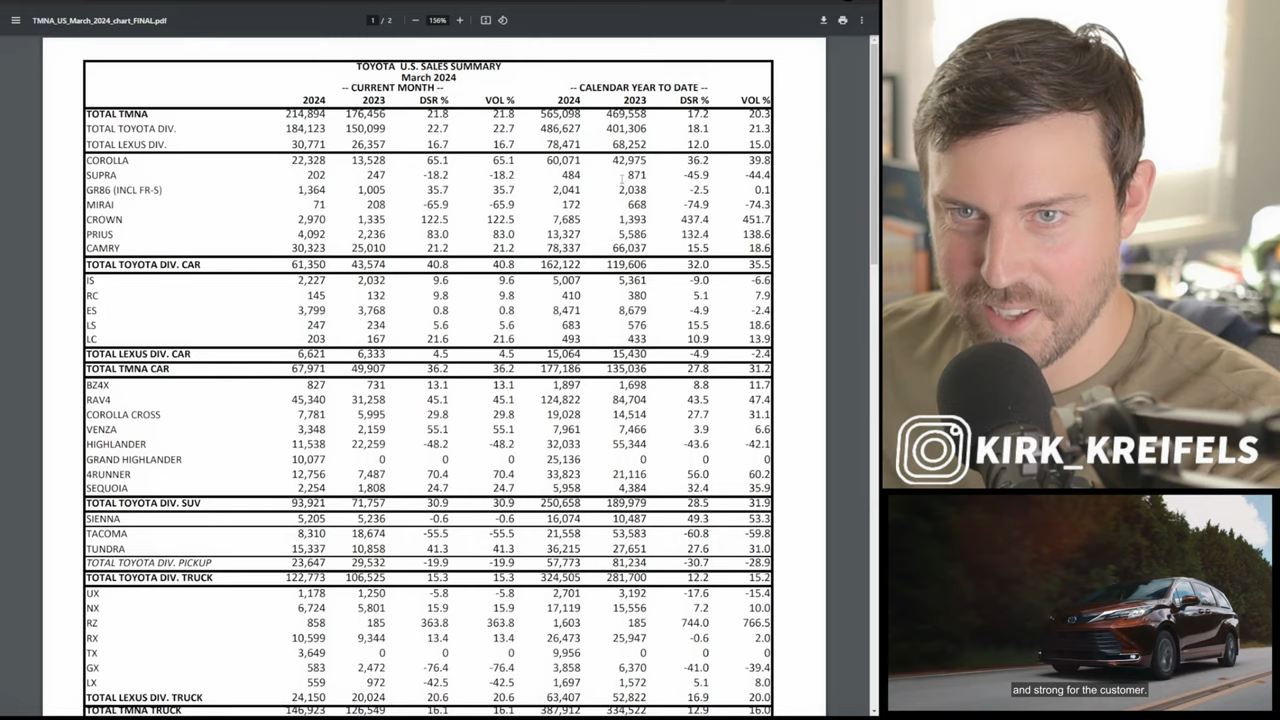 TMNA_US_March_2024_chart_FINAL.pdf 1 / 2 156%
TOYOTA U.S. SALES SUMMARY
March 2024
-- CURRENT MONTH -- -- CALENDAR YEAR TO DATE --
2024 2023 DSR % VOL % 2024 2023 DSR % VOL %
TOTAL TMNA 214,894 176,456 21.8 21.8 565,098 469,558 17.2 20.3
TOTAL TOYOTA DIV. 184,123 150,099 22.7 22.7 486,627 401,306 18.1 21.3
TOTAL LEXUS DIV. 30,771 26,357 16.7 16.7 78,471 68,252 12.0 15.0
COROLLA 22,328 13,528 65.1 65.1 60,071 42,975 36.2 39.8
SUPRA 202 247 -18.2 -18.2 484 871 -45.9 -44.4
GR86 (INCL FR-S) 1,364 1,005 35.7 35.7 2,041 2,038 -2.5 0.1
MIRAI 71 208 -65.9 -65.9 172 668 -74.9 -74.3
CROWN 2,970 1,335 122.5 122.5 7,685 1,393 437.4 451.7
PRIUS 4,092 2,236 83.0 83.0 13,327 5,586 132.4 138.6
CAMRY 30,323 25,010 21.2 21.2 78,337 66,037 15.5 18.6
TOTAL TOYOTA DIV. CAR 61,350 43,574 40.8 40.8 162,122 119,606 32.0 35.5
IS 2,227 2,032 9.6 9.6 5,007 5,361 -9.0 -6.6
RC 145 132 9.8 9.8 410 380 5.1 7.9
ES 3,799 3,768 0.8 0.8 8,471 8,679 -4.9 -2.4
LS 247 234 5.6 5.6 683 576 15.5 18.6
LC 203 167 21.6 21.6 493 433 10.9 13.9
TOTAL LEXUS DIV. CAR 6,621 6,333 4.5 4.5 15,064 15,430 -4.9 -2.4
TOTAL TMNA CAR 67,971 49,907 36.2 36.2 177,186 135,036 27.8 31.2
BZ4X 827 731 13.1 13.1 1,897 1,698 8.8 11.7
RAV4 45,340 31,258 45.1 45.1 124,822 84,704 43.5 47.4
COROLLA CROSS 7,781 5,995 29.8 29.8 19,028 14,514 27.7 31.1
VENZA 3,348 2,159 55.1 55.1 7,961 7,466 3.9 6.6
HIGHLANDER 11,538 22,259 -48.2 -48.2 32,033 55,344 -43.6 -42.1
GRAND HIGHLANDER 10,077 0 0 0 25,136 0 0 0
4RUNNER 12,756 7,487 70.4 70.4 33,823 21,116 56.0 60.2
SEQUOIA 2,254 1,808 24.7 24.7 5,958 4,384 32.4 35.9
TOTAL TOYOTA DIV. SUV 93,921 71,757 30.9 30.9 250,658 189,979 28.5 31.9
SIENNA 5,205 5,236 -0.6 -0.6 16,074 10,487 49.3 53.3
TACOMA 8,310 18,674 -55.5 -55.5 21,558 53,583 -60.8 -59.8
TUNDRA 15,337 10,858 41.3 41.3 36,215 27,651 27.6 31.0
TOTAL TOYOTA DIV. PICKUP 23,647 29,532 -19.9 -19.9 57,773 81,234 -30.7 -28.9
TOTAL TOYOTA DIV. TRUCK 122,773 106,525 15.3 15.3 324,505 281,700 12.2 15.2
UX 1,178 1,250 -5.8 -5.8 2,701 3,192 -17.6 -15.4
NX 6,724 5,801 15.9 15.9 17,119 15,556 7.2 10.0
RZ 858 185 363.8 363.8 1,603 185 744.0 766.5
RX 10,599 9,344 13.4 13.4 26,473 25,947 -0.6 2.0
TX 3,649 0 0 0 9,956 0 0 0
GX 583 2,472 -76.4 -76.4 3,858 6,370 -41.0 -39.4
LX 559 972 -42.5 -42.5 1,697 1,572 5.1 8.0
TOTAL LEXUS DIV. TRUCK 24,150 20,024 20.6 20.6 63,407 52,822 16.9 20.0
TOTAL TMNA TRUCK 146,923 126,549 16.1 16.1 387,912 334,522 12.9 16.0
KIRK_KREIFELS
and strong for the customer.